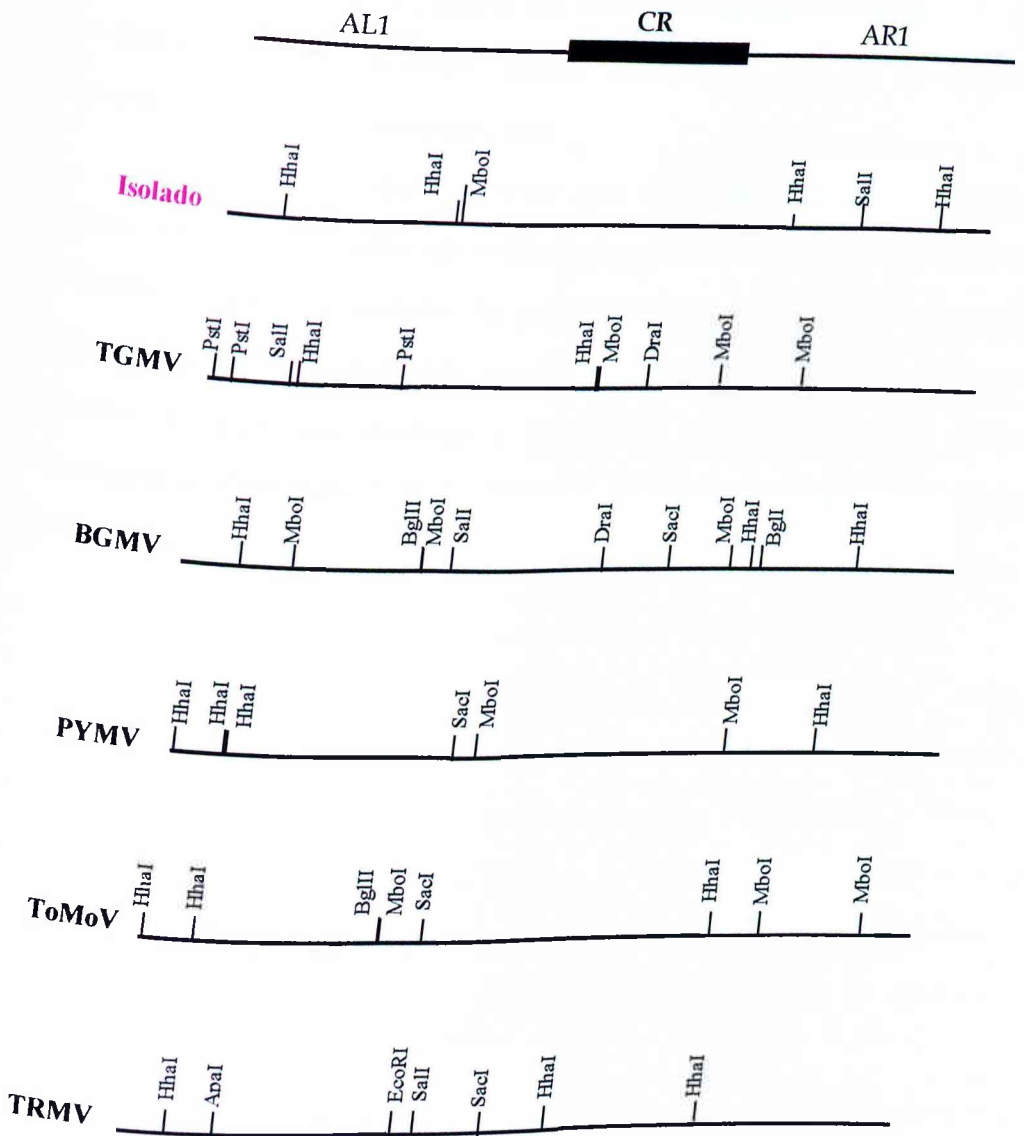 AL1 CR AR1
Isolado HhaI HhaI MboI HhaI SalI HhaI
TGMV PstI PstI SalI HhaI PstI HhaI MboI DraI MboI MboI
BGMV HhaI MboI BglII MboI SalI DraI SacI MboI HhaI BglI HhaI
PYMV HhaI HhaI HhaI SacI MboI MboI HhaI
ToMoV HhaI HhaI BglII MboI SacI HhaI MboI MboI
TRMV HhaI ApaI EcoRI SalI SacI HhaI HhaI